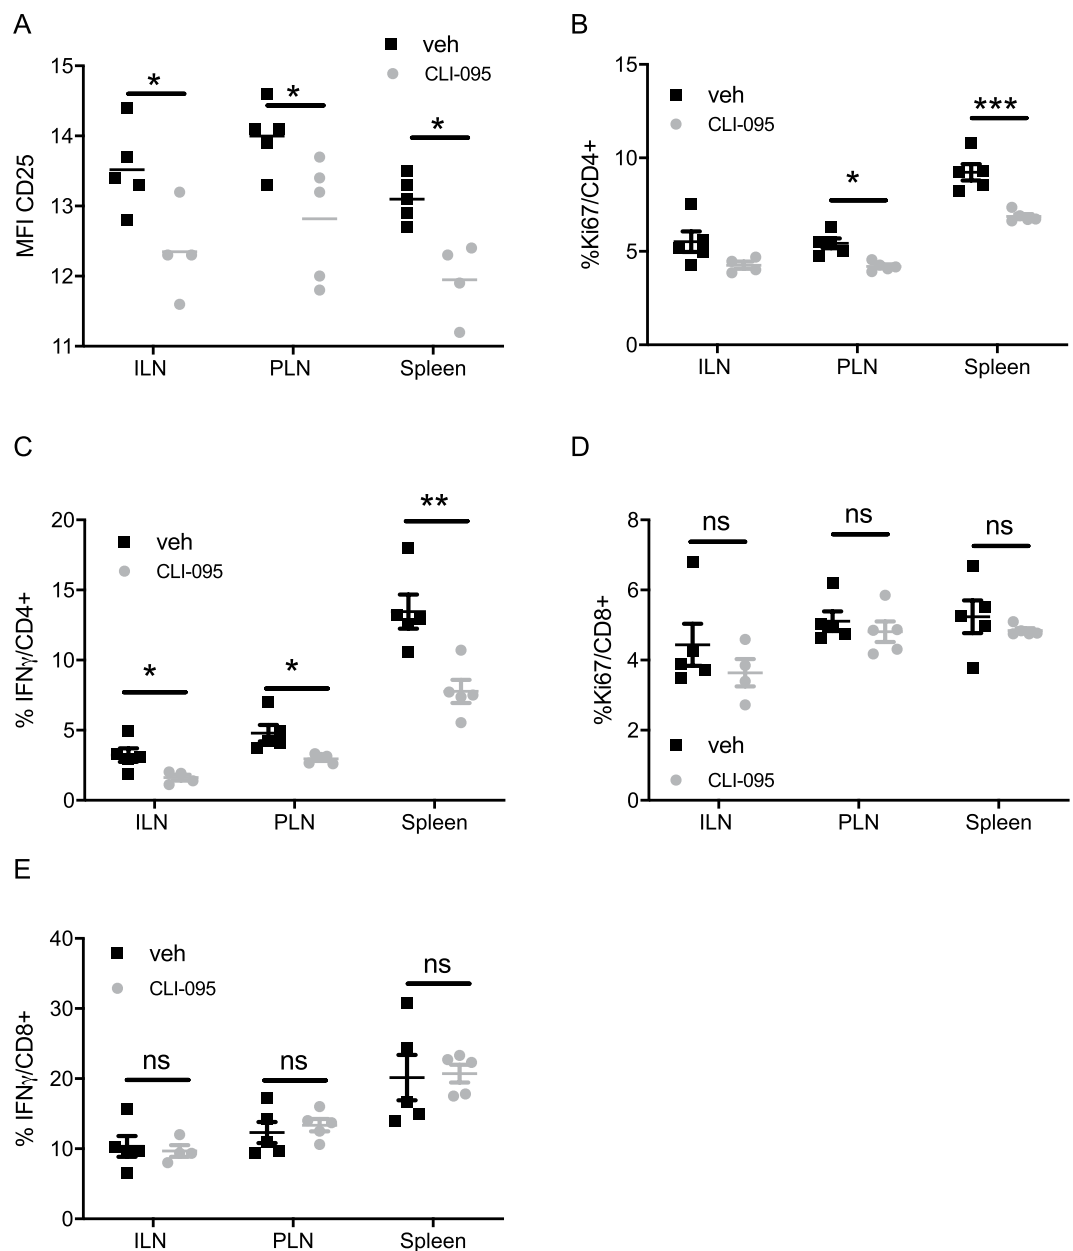 A
veh
CLI-095
15
14
13
12
11
MFI CD25
*
*
*
ILN
PLN
Spleen
B
veh
CLI-095
15
10
5
0
%Ki67/CD4+
*
***
ILN
PLN
Spleen
C
veh
CLI-095
20
15
10
5
0
% IFNγ/CD4+
*
*
**
ILN
PLN
Spleen
D
8
6
4
2
0
%Ki67/CD8+
ns
ns
ns
veh
CLI-095
ILN
PLN
Spleen
E
veh
CLI-095
40
30
20
10
0
% IFNγ/CD8+
ns
ns
ns
ILN
PLN
Spleen